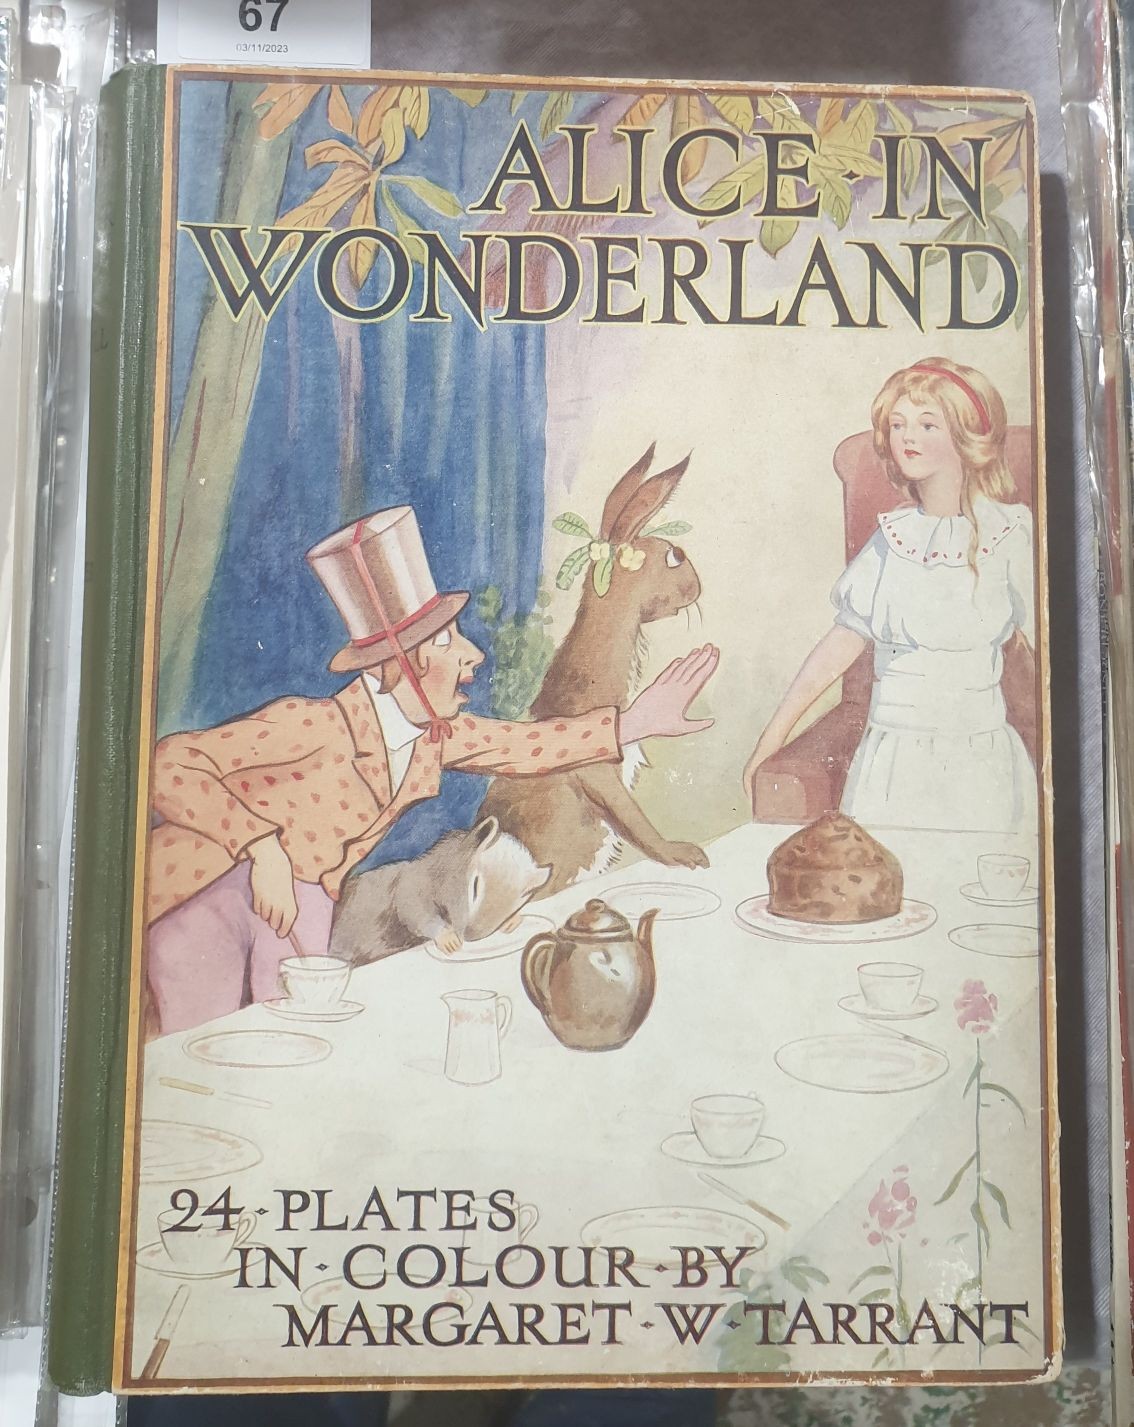 67
03/11/2023
ALICE·IN
WONDERLAND
24·PLATES
IN·COLOUR·BY
MARGARET·W·TARRANT